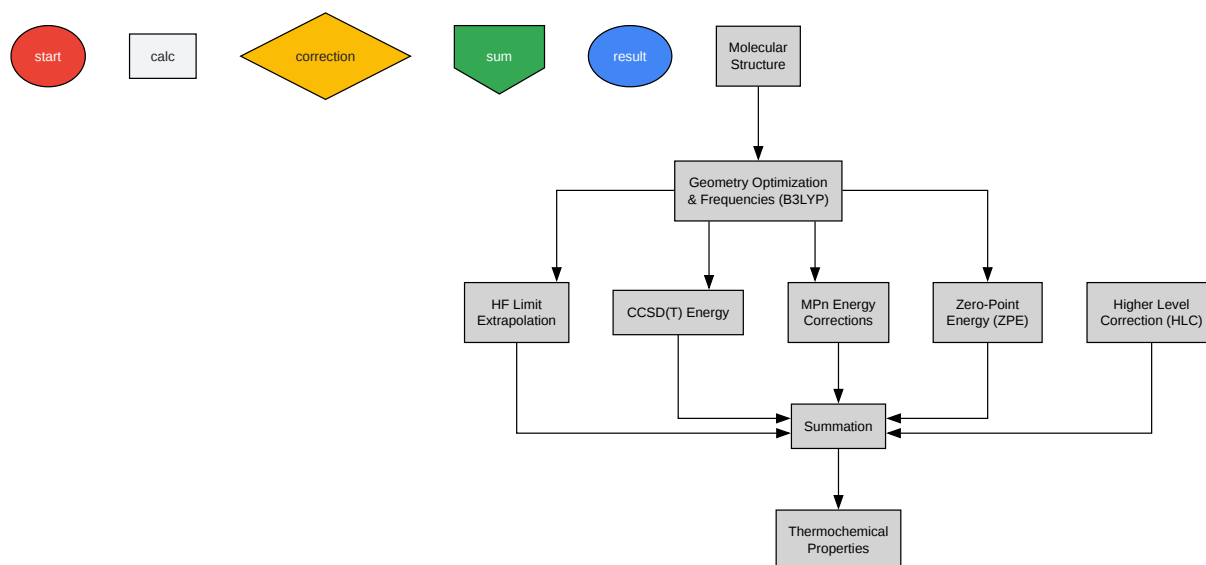 start
calc
correction
sum
result
Molecular
Structure
Geometry Optimization
& Frequencies (B3LYP)
HF Limit
Extrapolation
CCSD(T) Energy
MPn Energy
Corrections
Zero-Point
Energy (ZPE)
Higher Level
Correction (HLC)
Summation
Thermochemical
Properties